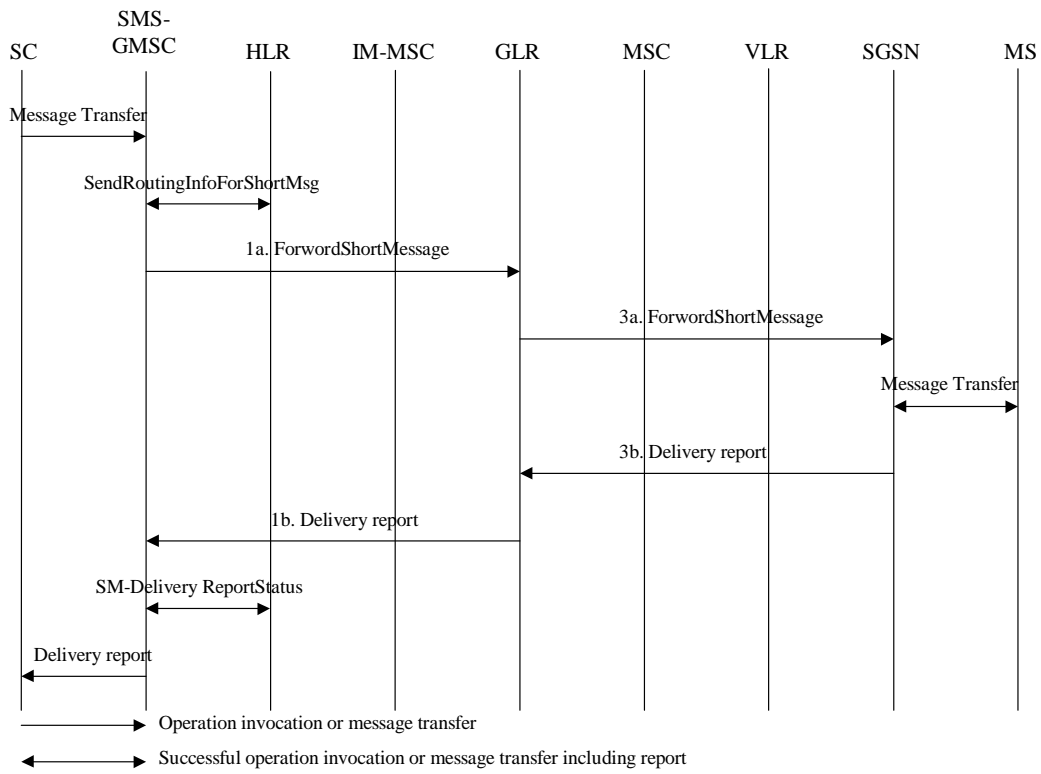 SMS-
GMSC
SC
HLR
IM-MSC
GLR
MSC
VLR
SGSN
MS
Message Transfer
SendRoutingInfoForShortMsg
1a. ForwordShortMessage
3a. ForwordShortMessage
Message Transfer
3b. Delivery report
1b. Delivery report
SM-Delivery ReportStatus
Delivery report
Operation invocation or message transfer
Successful operation invocation or message transfer including report